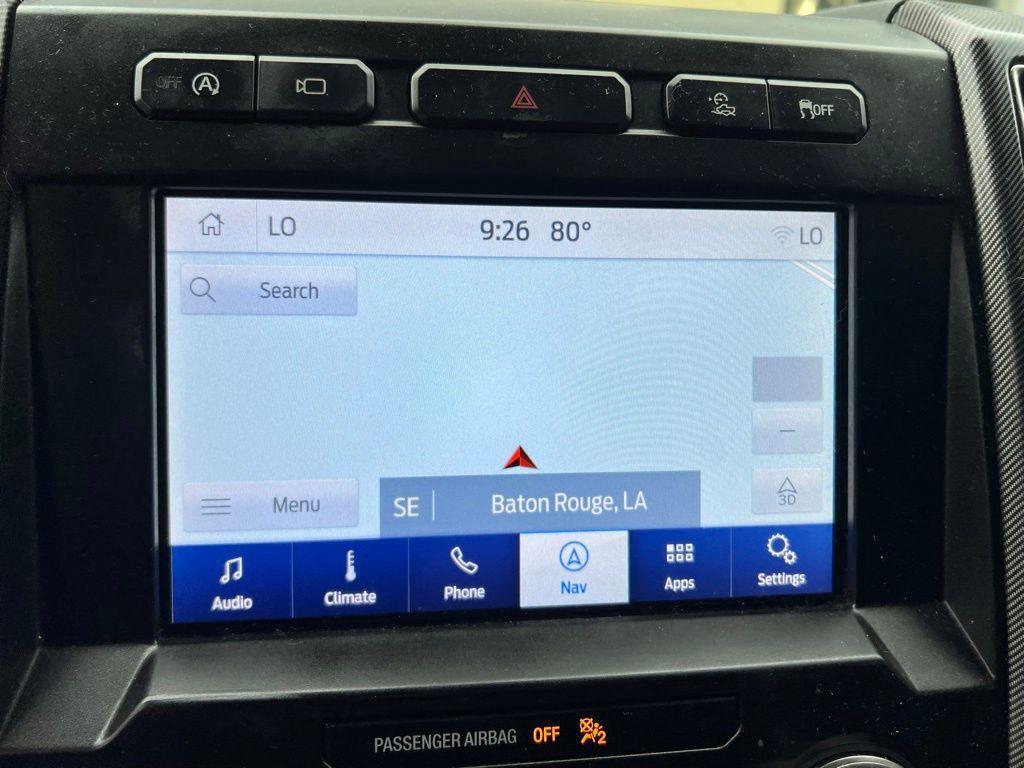 OFF A
OFF
LO 9:26 80° LO
Search
3D
Menu
SE Baton Rouge, LA
Audio Climate Phone Nav Apps Settings
PASSENGER AIRBAG OFF 2